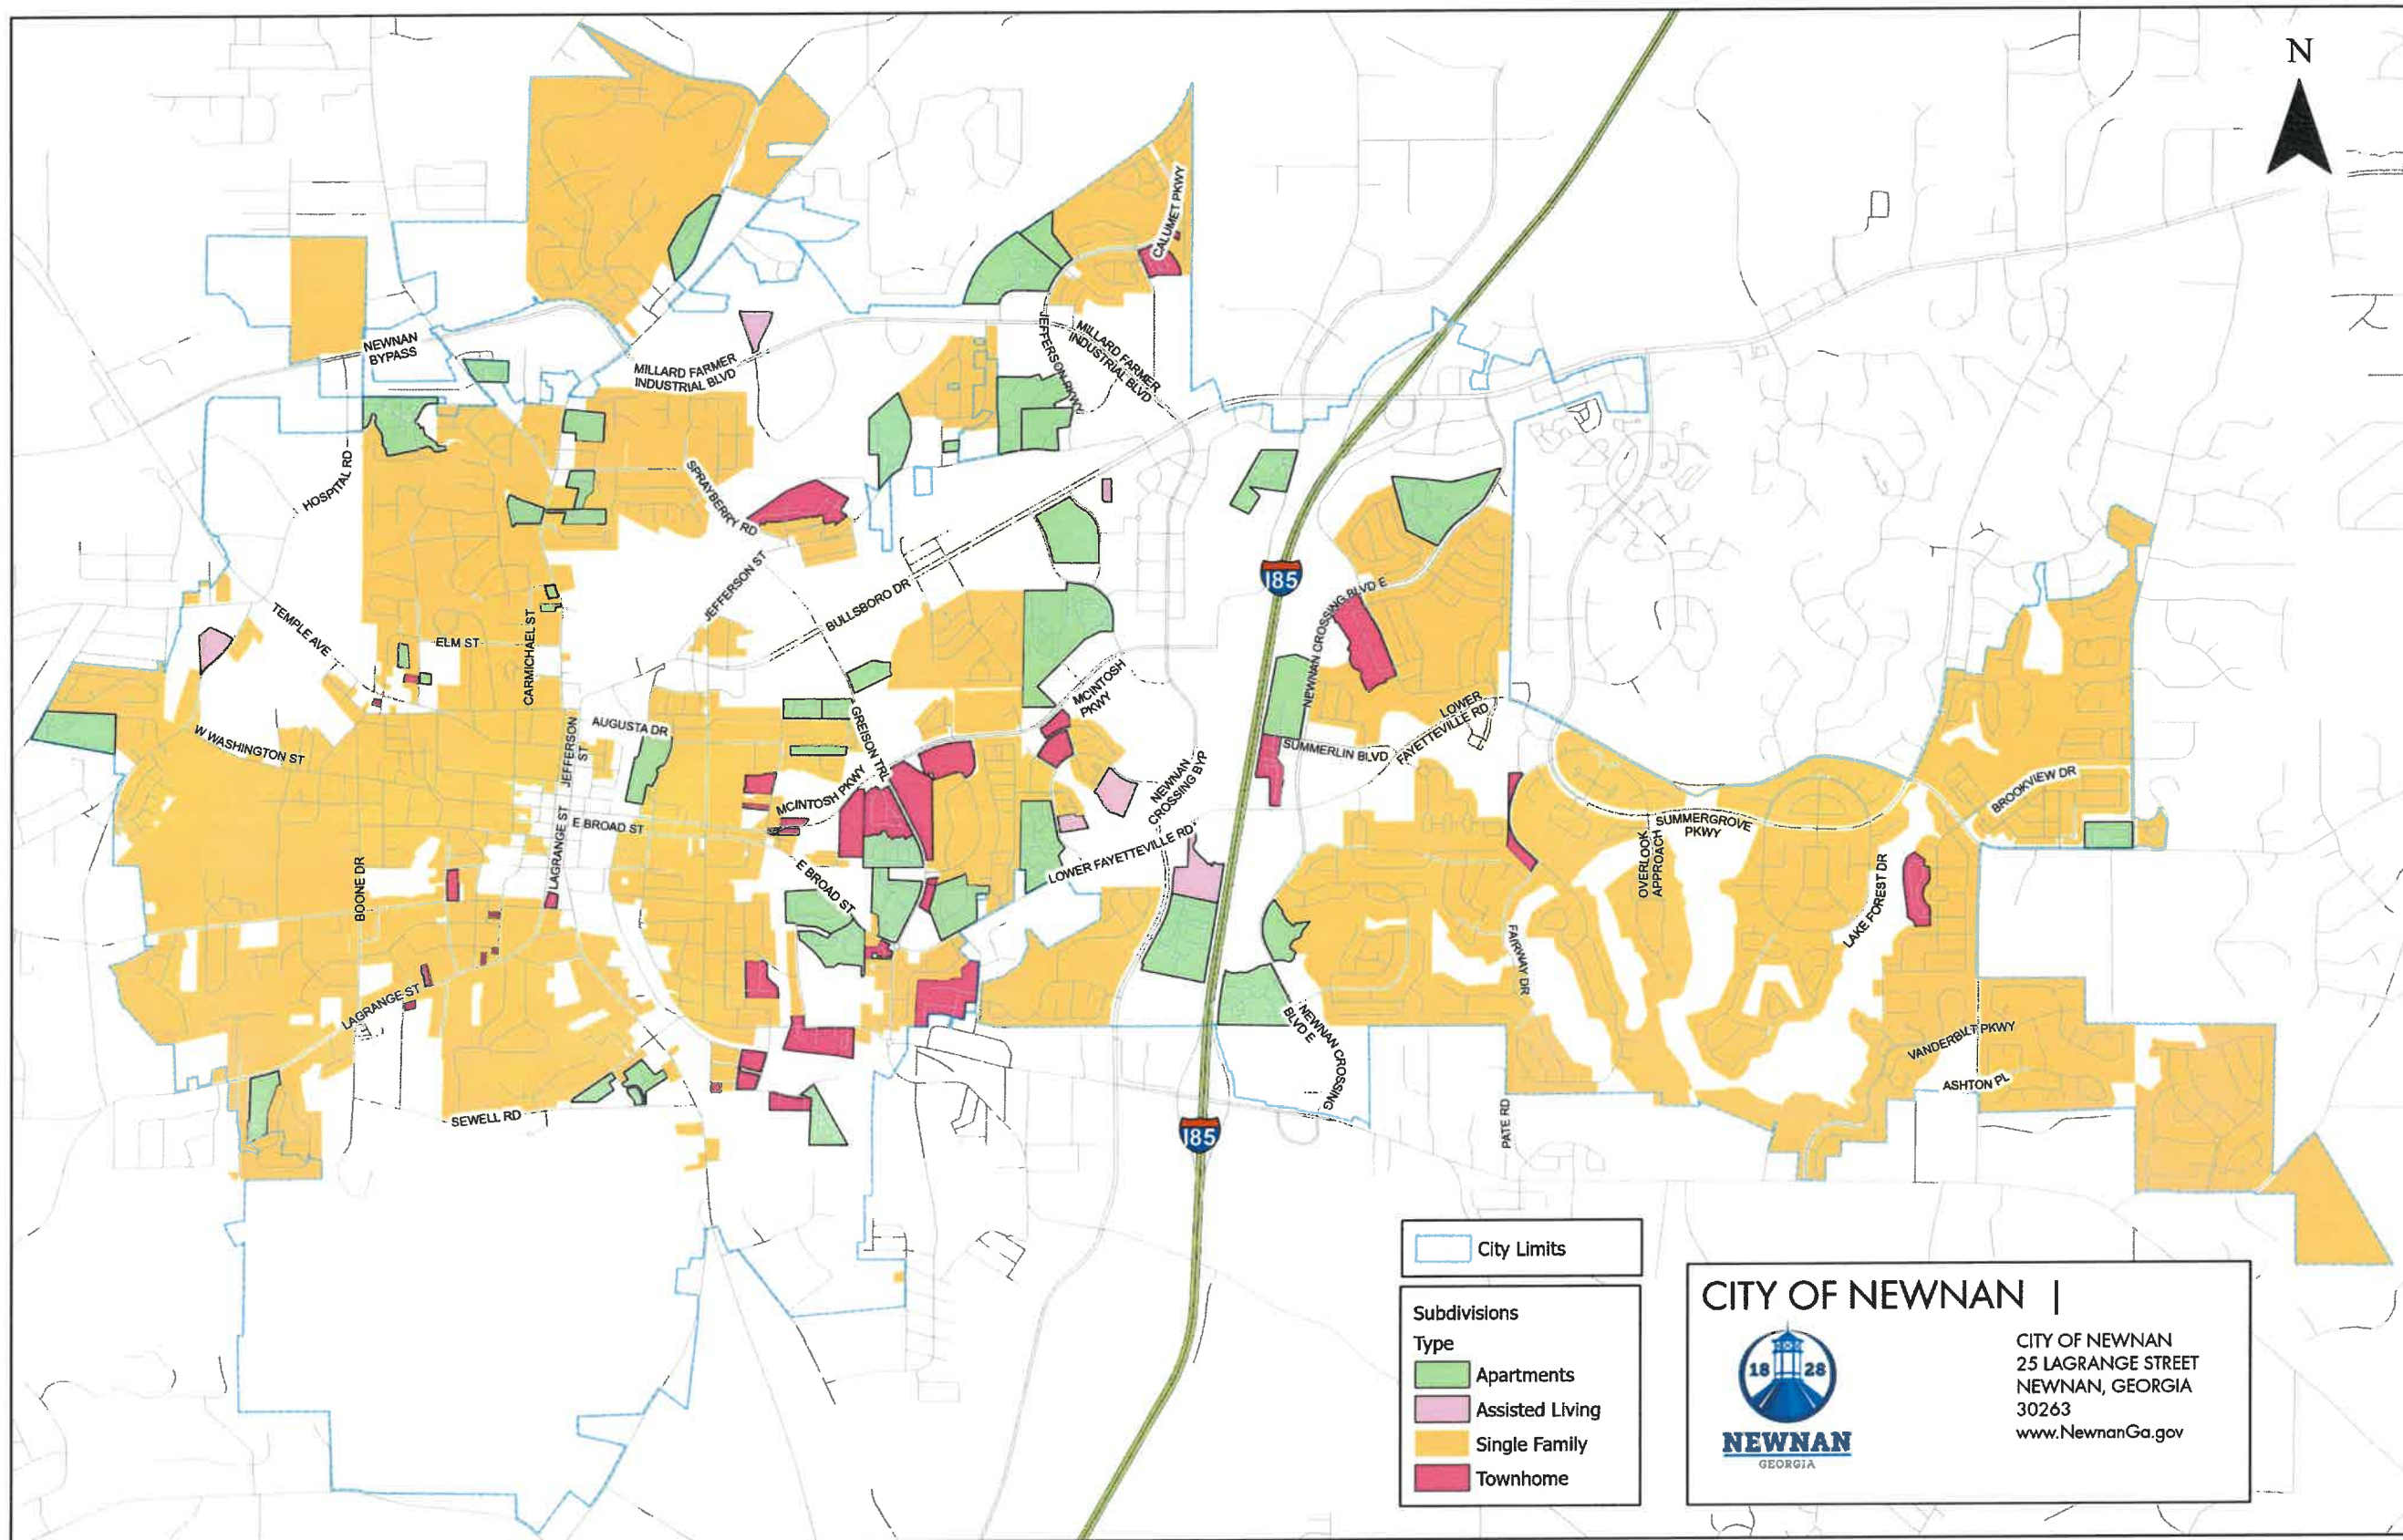 N
CALUMET PKWY
NEWNAN
BYPASS
MILLARD FARMER
INDUSTRIAL BLVD
JEFFERSON PKWY
MILLARD FARMER
INDUSTRIAL BLVD
HOSPITAL RD
SPRAYBERRY RD
JEFFERSON ST
BULLSBORO DR
185
NEWNAN CROSSING BLVD E
TEMPLE AVE
ELM ST
CARMICHAEL ST
MCINTOSH
PKWY
LOWER
FAYETTEVILLE RD
W WASHINGTON ST
AUGUSTA DR
JEFFERSON
ST
GREISON TRL
SUMMERLIN BLVD
NEWNAN
CROSSING BYP
MCINTOSH PKWY
BROOKVIEW DR
E BROAD ST
LAGRANGE ST
SUMMERGROVE
PKWY
OVERLOOK
APPROACH
LOWER FAYETTEVILLE RD
E BROAD ST
BOONE DR
LAKE FOREST DR
FAIRWAY DR
LAGRANGE ST
NEWNAN CROSSING
BLVD E
VANDERBILT PKWY
ASHTON PL
SEWELL RD
185
PATE RD
City Limits
Subdivisions
Type
Apartments
Assisted Living
Single Family
Townhome
CITY OF NEWNAN |
18 28
NEWNAN
GEORGIA
CITY OF NEWNAN
25 LAGRANGE STREET
NEWNAN, GEORGIA
30263
www.NewnanGa.gov